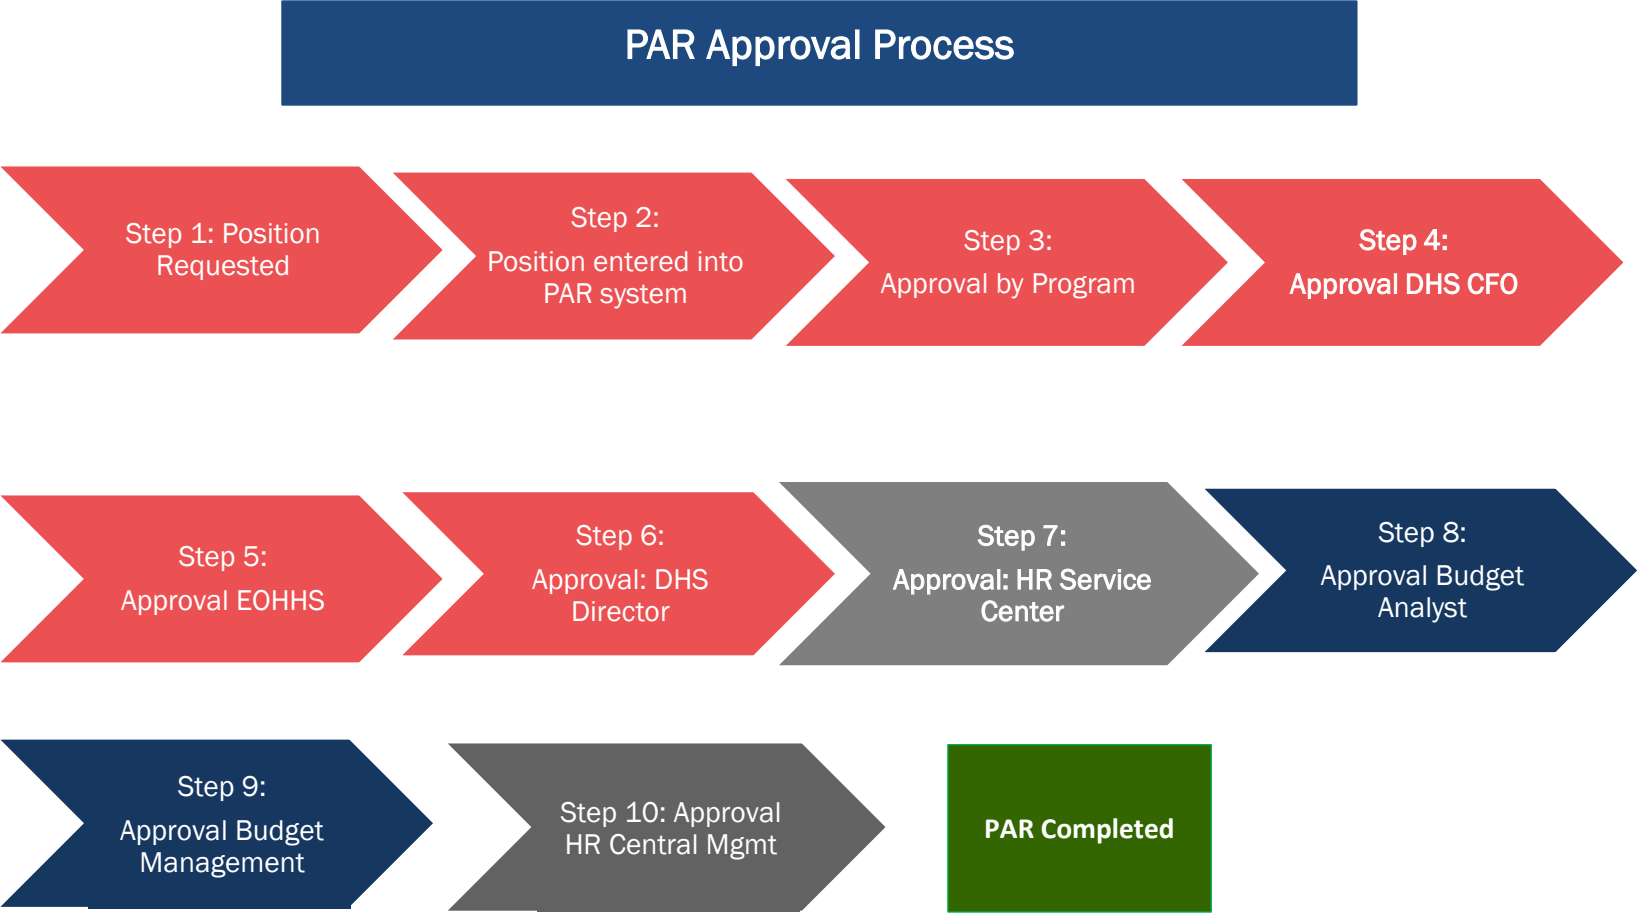 PAR Approval Process
Step 1: Position
Requested
Step 2:
Position entered into
PAR system
Step 3:
Approval by Program
Step 4:
Approval DHS CFO
Step 5:
Approval EOHHS
Step 6:
Approval: DHS
Director
Step 7:
Approval: HR Service
Center
Step 8:
Approval Budget
Analyst
Step 9:
Approval Budget
Management
Step 10: Approval
HR Central Mgmt
PAR Completed